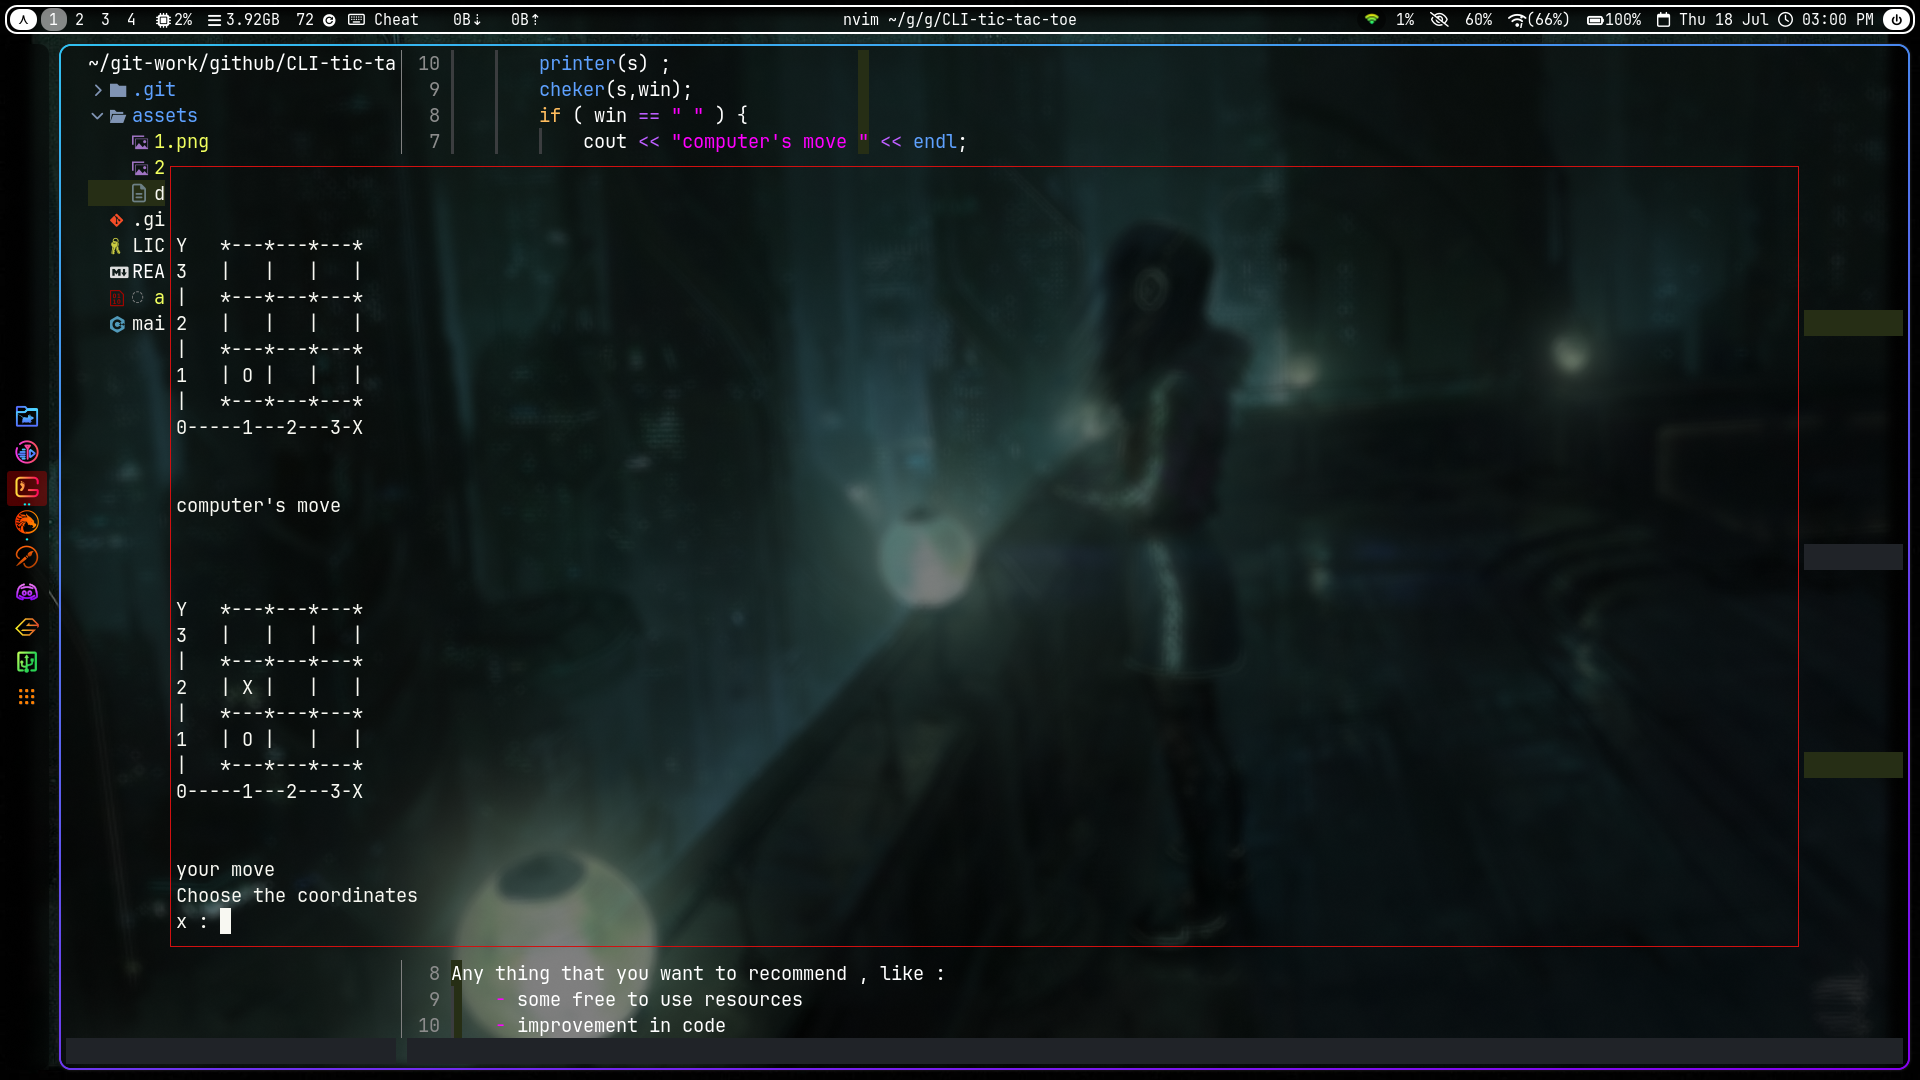 1 2 3 4 2% 3.92GB 72 Cheat 0B↓ 0B↑ nvim ~/g/g/CLI-tic-tac-toe 1% 60% (66%) 100% Thu 18 Jul 03:00 PM
~/git-work/github/CLI-tic-ta
.git
assets
1.png
2
d
.gi
LIC
REA
a
mai
10 printer(s) ;
9 cheker(s,win);
8 if ( win == " " ) {
7 cout << "computer's move " << endl;
Y   *---*---*---*
3   |   |   |   |
|   *---*---*---*
2   |   |   |   |
|   *---*---*---*
1   | O |   |   |
|   *---*---*---*
0-----1---2---3-X
computer's move
Y   *---*---*---*
3   |   |   |   |
|   *---*---*---*
2   | X |   |   |
|   *---*---*---*
1   | O |   |   |
|   *---*---*---*
0-----1---2---3-X
your move
Choose the coordinates
x :
8 Any thing that you want to recommend , like :
9 - some free to use resources
10 - improvement in code